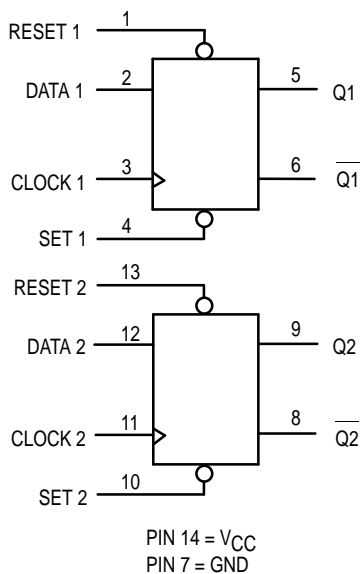 RESET 1 1
DATA 1 2 5 Q1
CLOCK 1 3 6 Q1
SET 1 4
RESET 2 13
DATA 2 12 9 Q2
CLOCK 2 11 8 Q2
SET 2 10
PIN 14 = VCC
PIN 7 = GND